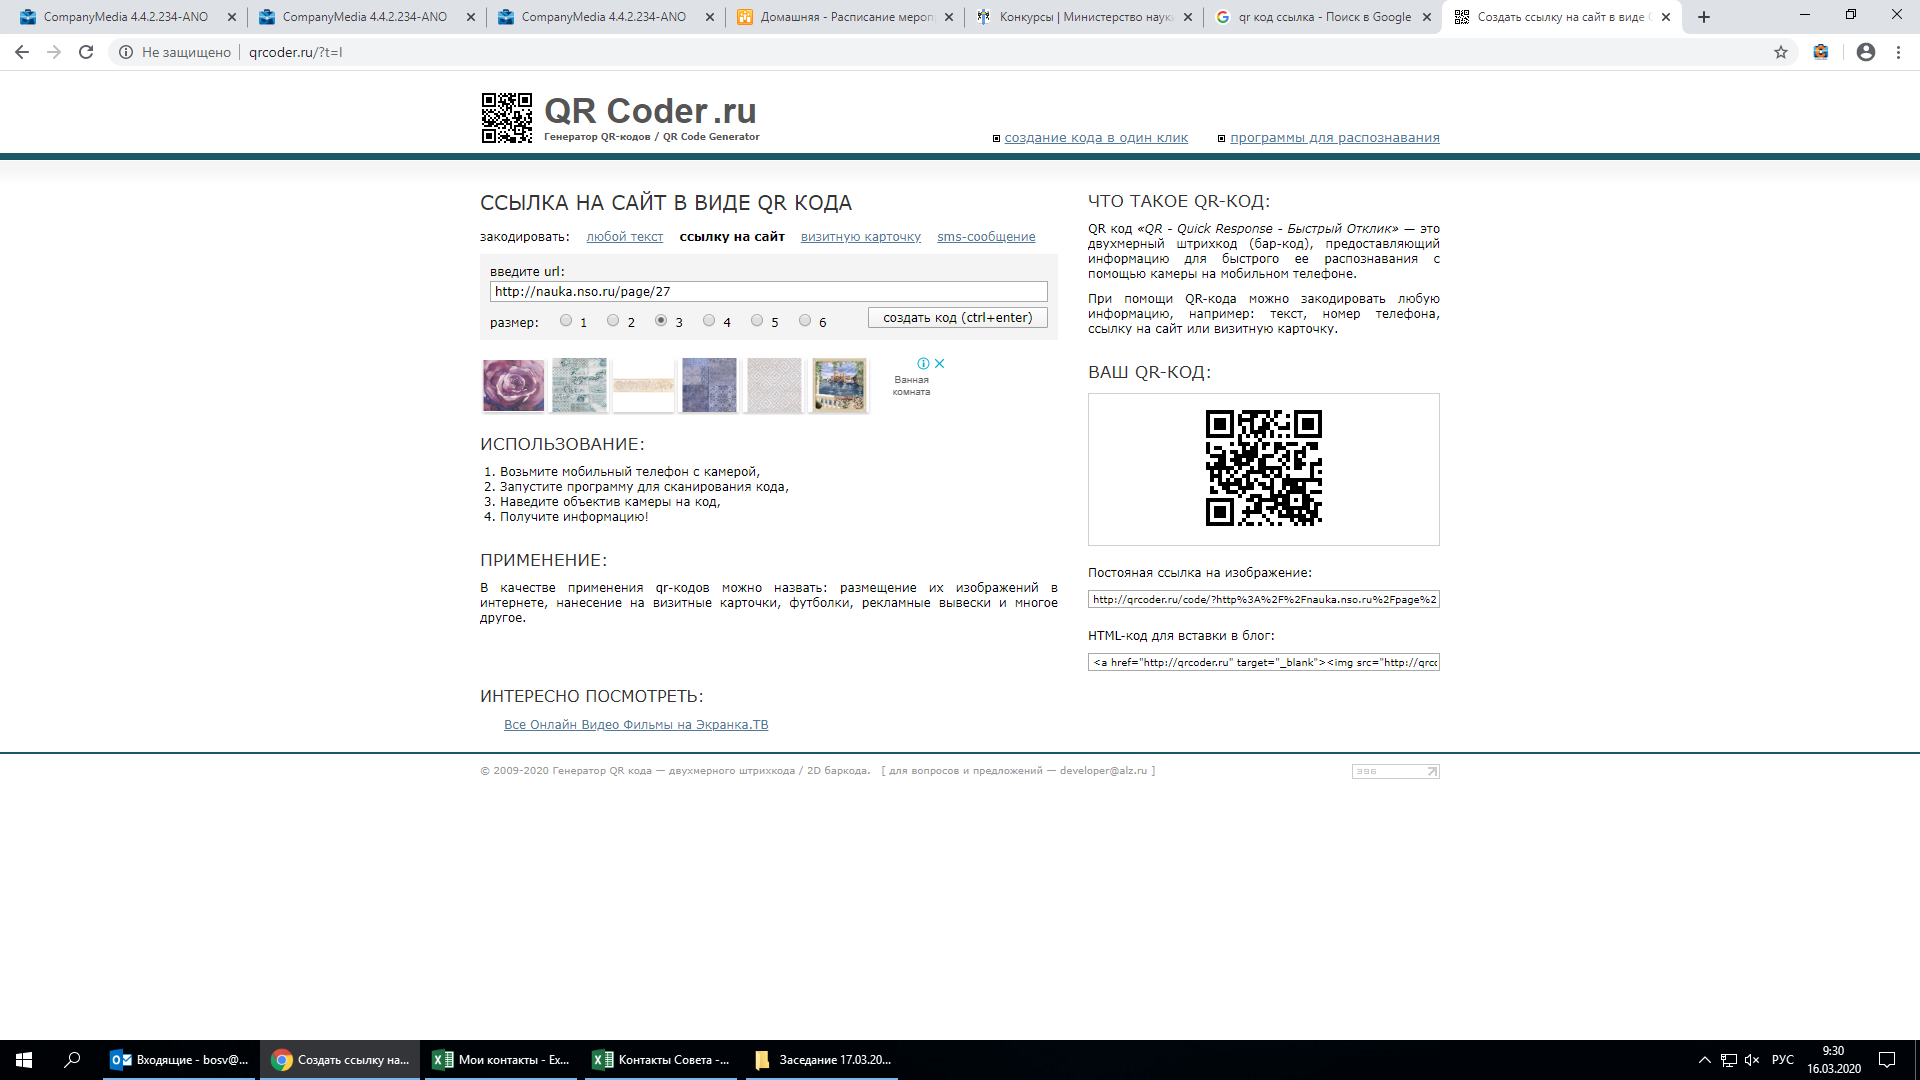 CompanyMedia 4.4.2.234-ANO
CompanyMedia 4.4.2.234-ANO
CompanyMedia 4.4.2.234-ANO
Домашняя - Расписание мероп
Конкурсы | Министерство наук
qr код ссылка - Поиск в Google
Создать ссылку на сайт в виде
Не защищено
qrcoder.ru/?t=l
QR Coder.ru
Генератор QR-кодов / QR Code Generator
создание кода в один клик
программы для распознавания
ССЫЛКА НА САЙТ В ВИДЕ QR КОДА
закодировать: любой текст ссылку на сайт визитную карточку sms-сообщение
введите url:
http://nauka.nso.ru/page/27
размер: 1 2 3 4 5 6 создать код (ctrl+enter)
Ванная
комната
ИСПОЛЬЗОВАНИЕ:
1. Возьмите мобильный телефон с камерой,
2. Запустите программу для сканирования кода,
3. Наведите объектив камеры на код,
4. Получите информацию!
ПРИМЕНЕНИЕ:
В качестве применения qr-кодов можно назвать: размещение их изображений в
интернете, нанесение на визитные карточки, футболки, рекламные вывески и многое
другое.
ИНТЕРЕСНО ПОСМОТРЕТЬ:
Все Онлайн Видео Фильмы на Экранка.ТВ
ЧТО ТАКОЕ QR-КОД:
QR код «QR - Quick Response - Быстрый Отклик» — это
двухмерный штрихкод (бар-код), предоставляющий
информацию для быстрого ее распознавания с
помощью камеры на мобильном телефоне.
При помощи QR-кода можно закодировать любую
информацию, например: текст, номер телефона,
ссылку на сайт или визитную карточку.
ВАШ QR-КОД:
Постояная ссылка на изображение:
http://qrcoder.ru/code/?http%3A%2F%2Fnauka.nso.ru%2Fpage%2
HTML-код для вставки в блог:
<a href="http://qrcoder.ru" target="_blank"><img src="http://qrcc
© 2009-2020 Генератор QR кода — двухмерного штрихкода / 2D баркода. [ для вопросов и предложений — developer@alz.ru ]
396
Входящие - bosv@...
Создать ссылку на...
Мои контакты - Ex...
Контакты Совета -...
Заседание 17.03.20...
РУС
9:30
16.03.2020